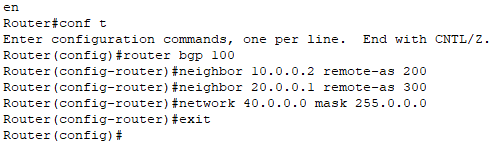 en
Router#conf t
Enter configuration commands, one per line.  End with CNTL/Z.
Router(config)#router bgp 100
Router(config-router)#neighbor 10.0.0.2 remote-as 200
Router(config-router)#neighbor 20.0.0.1 remote-as 300
Router(config-router)#network 40.0.0.0 mask 255.0.0.0
Router(config-router)#exit
Router(config)#